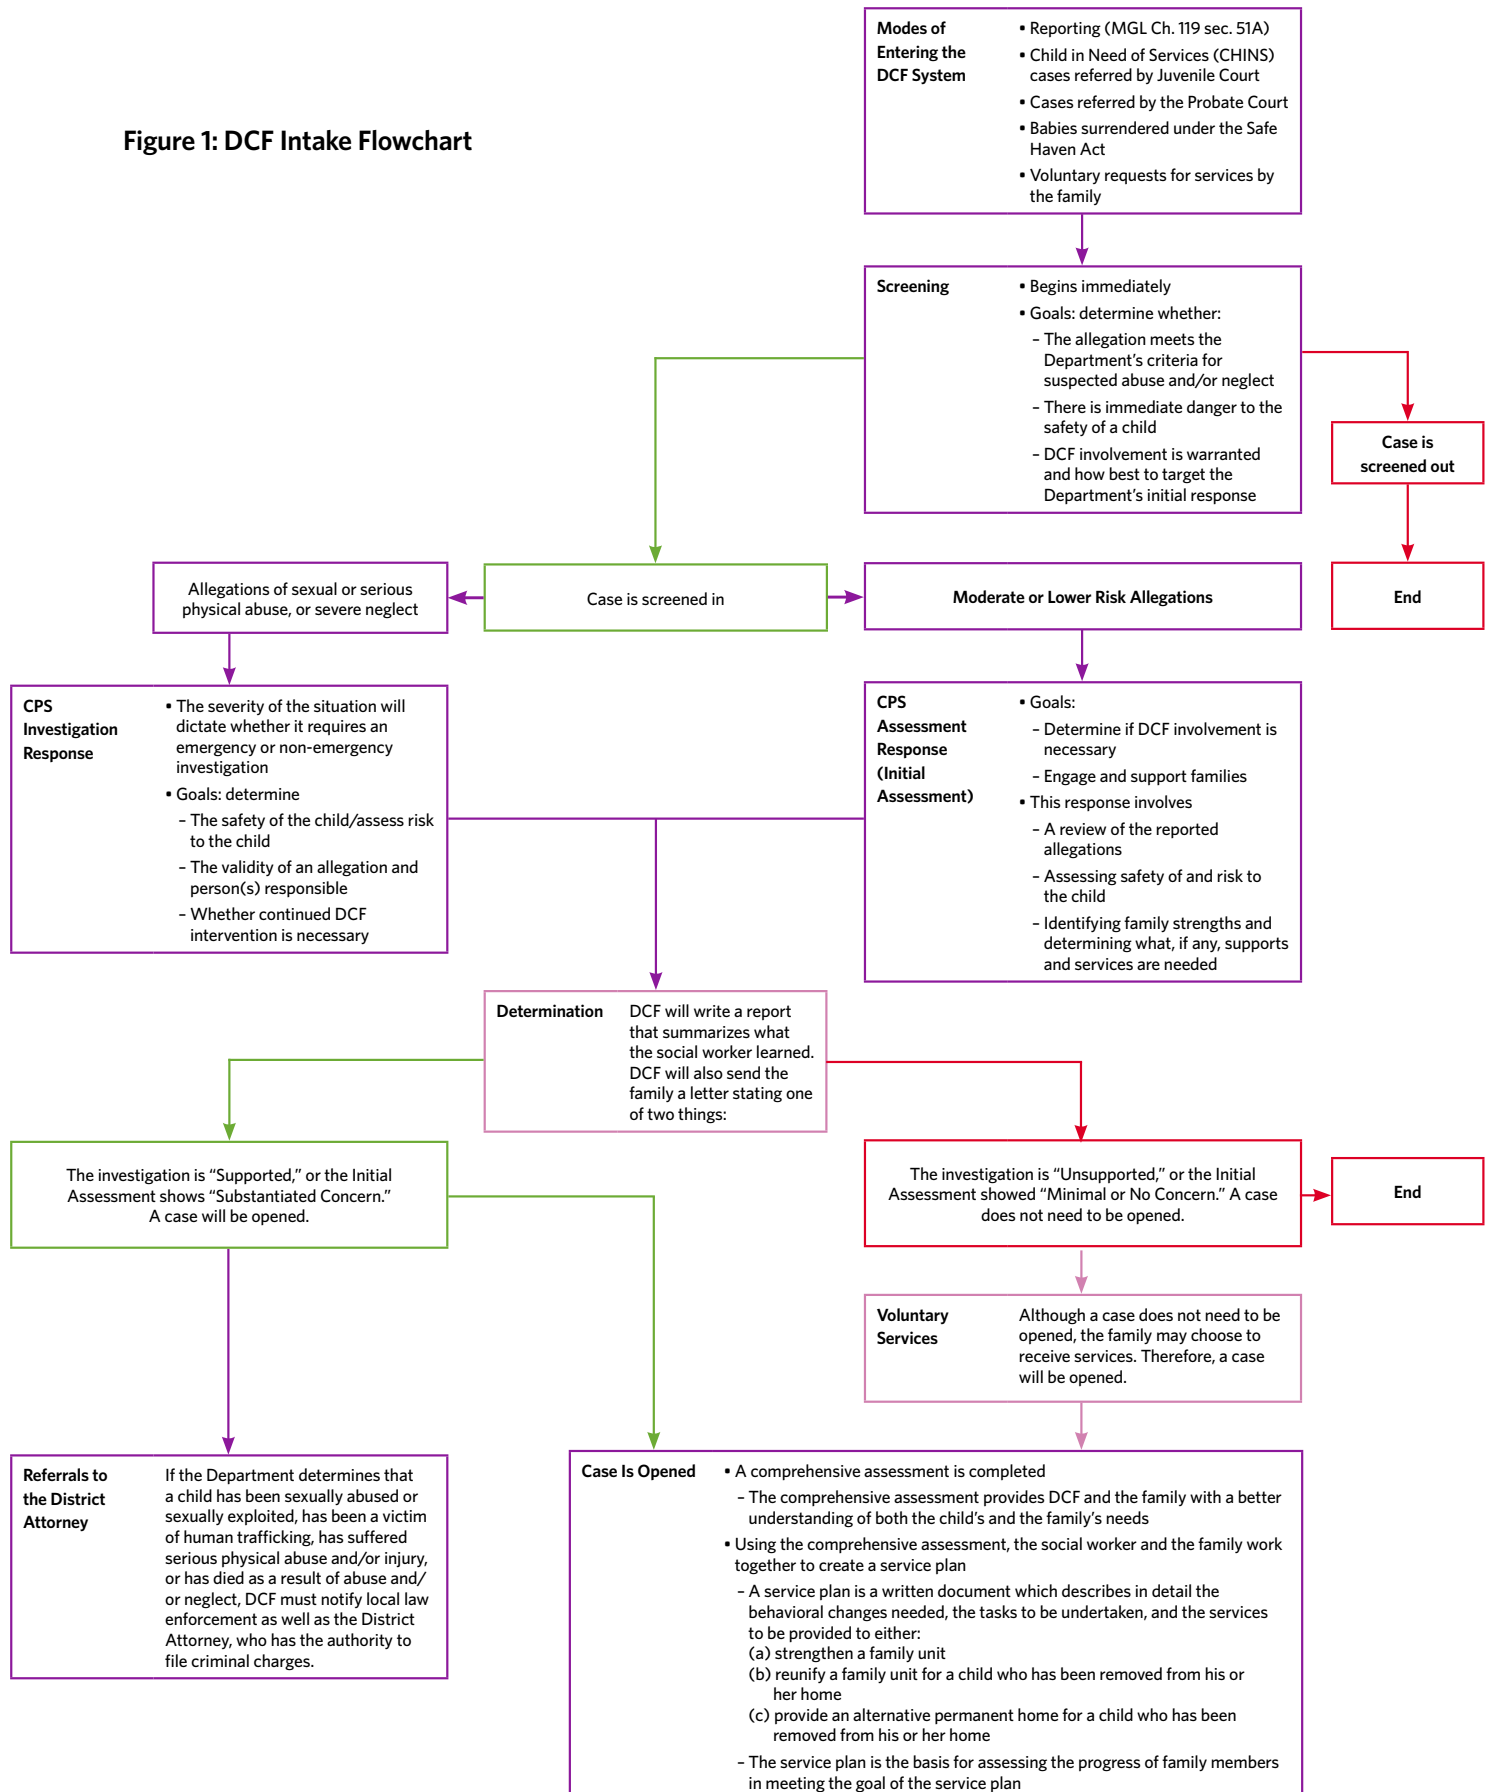 Figure 1: DCF Intake Flowchart
Modes of
Entering the
DCF System
▪ Reporting (MGL Ch. 119 sec. 51A)
▪ Child in Need of Services (CHINS)
cases referred by Juvenile Court
▪ Cases referred by the Probate Court
▪ Babies surrendered under the Safe
Haven Act
▪ Voluntary requests for services by
the family
Screening
▪ Begins immediately
▪ Goals: determine whether:
– The allegation meets the
Department’s criteria for
suspected abuse and/or neglect
– There is immediate danger to the
safety of a child
– DCF involvement is warranted
and how best to target the
Department’s initial response
Case is
screened out
End
Allegations of sexual or serious
physical abuse, or severe neglect
Case is screened in
Moderate or Lower Risk Allegations
CPS
Investigation
Response
▪ The severity of the situation will
dictate whether it requires an
emergency or non-emergency
investigation
▪ Goals: determine
– The safety of the child/assess risk
to the child
– The validity of an allegation and
person(s) responsible
– Whether continued DCF
intervention is necessary
CPS
Assessment
Response
(Initial
Assessment)
▪ Goals:
– Determine if DCF involvement is
necessary
– Engage and support families
▪ This response involves
– A review of the reported
allegations
– Assessing safety of and risk to
the child
– Identifying family strengths and
determining what, if any, supports
and services are needed
Determination
DCF will write a report
that summarizes what
the social worker learned.
DCF will also send the
family a letter stating one
of two things:
The investigation is “Supported,” or the Initial
Assessment shows “Substantiated Concern.”
A case will be opened.
The investigation is “Unsupported,” or the Initial
Assessment showed “Minimal or No Concern.” A case
does not need to be opened.
End
Voluntary
Services
Although a case does not need to be
opened, the family may choose to
receive services. Therefore, a case
will be opened.
Referrals to
the District
Attorney
If the Department determines that
a child has been sexually abused or
sexually exploited, has been a victim
of human trafficking, has suffered
serious physical abuse and/or injury,
or has died as a result of abuse and/
or neglect, DCF must notify local law
enforcement as well as the District
Attorney, who has the authority to
file criminal charges.
Case Is Opened
▪ A comprehensive assessment is completed
– The comprehensive assessment provides DCF and the family with a better
understanding of both the child’s and the family’s needs
▪ Using the comprehensive assessment, the social worker and the family work
together to create a service plan
– A service plan is a written document which describes in detail the
behavioral changes needed, the tasks to be undertaken, and the services
to be provided to either:
(a) strengthen a family unit
(b) reunify a family unit for a child who has been removed from his or
her home
(c) provide an alternative permanent home for a child who has been
removed from his or her home
– The service plan is the basis for assessing the progress of family members
in meeting the goal of the service plan